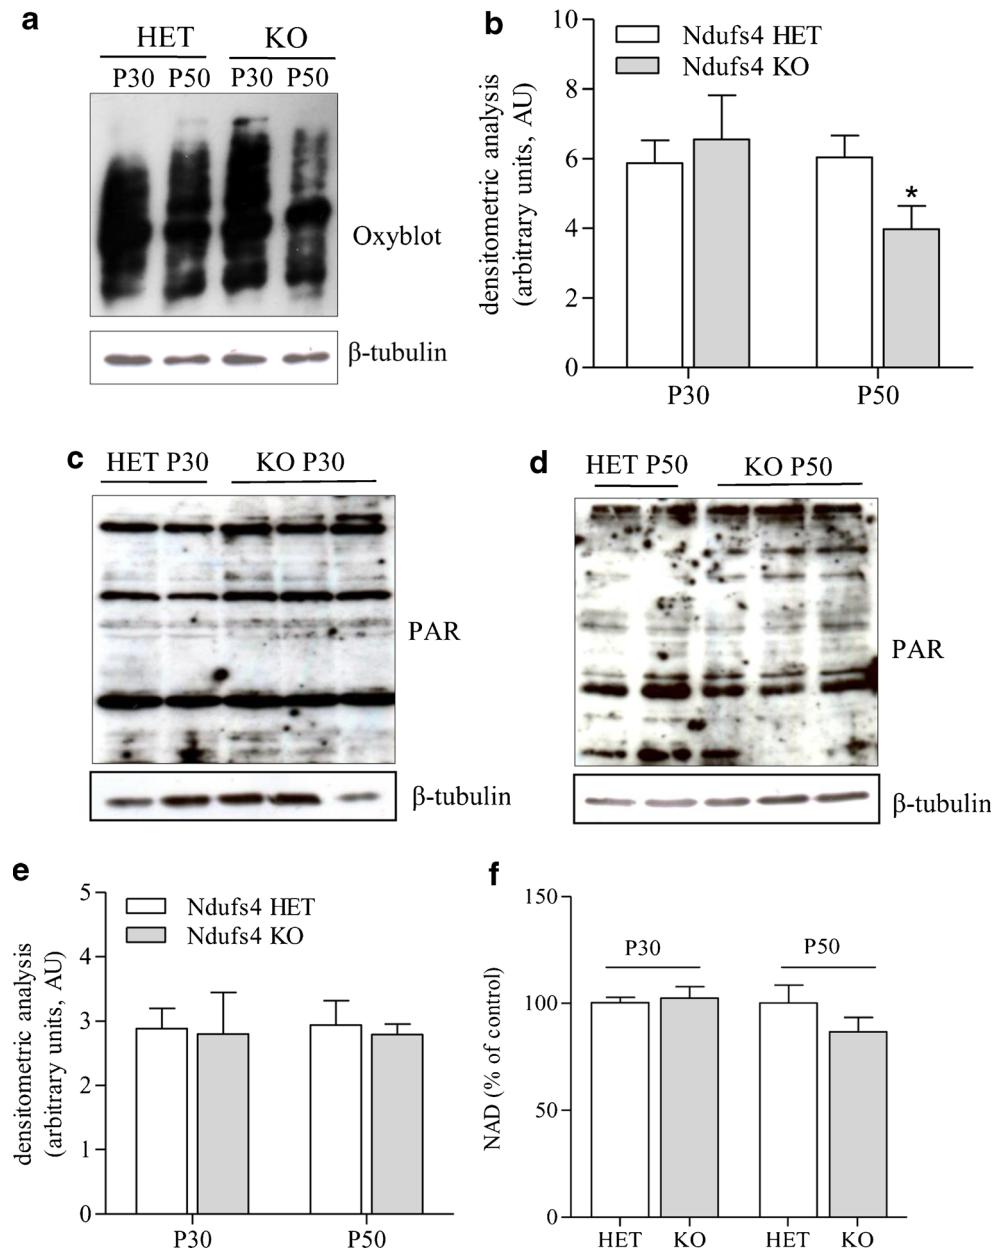 a
HET KO
P30 P50 P30 P50
Oxyblot
β-tubulin
b
densitometric analysis
(arbitrary units, AU)
10
8
6
4
2
0
Ndufs4 HET
Ndufs4 KO
*
P30 P50
c
HET P30 KO P30
PAR
β-tubulin
d
HET P50 KO P50
PAR
β-tubulin
e
densitometric analysis
(arbitrary units, AU)
5
4
3
2
1
0
Ndufs4 HET
Ndufs4 KO
P30 P50
f
NAD (% of control)
150
100
50
0
P30 P50
HET KO HET KO